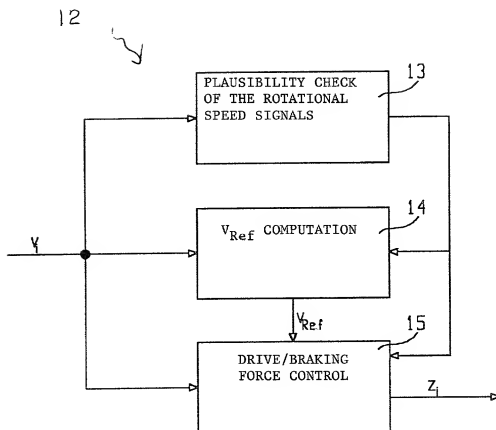 12
13
PLAUSIBILITY CHECK
OF THE ROTATIONAL
SPEED SIGNALS
14
VRef COMPUTATION
Vi
VRef
15
DRIVE/BRAKING
FORCE CONTROL
Zi